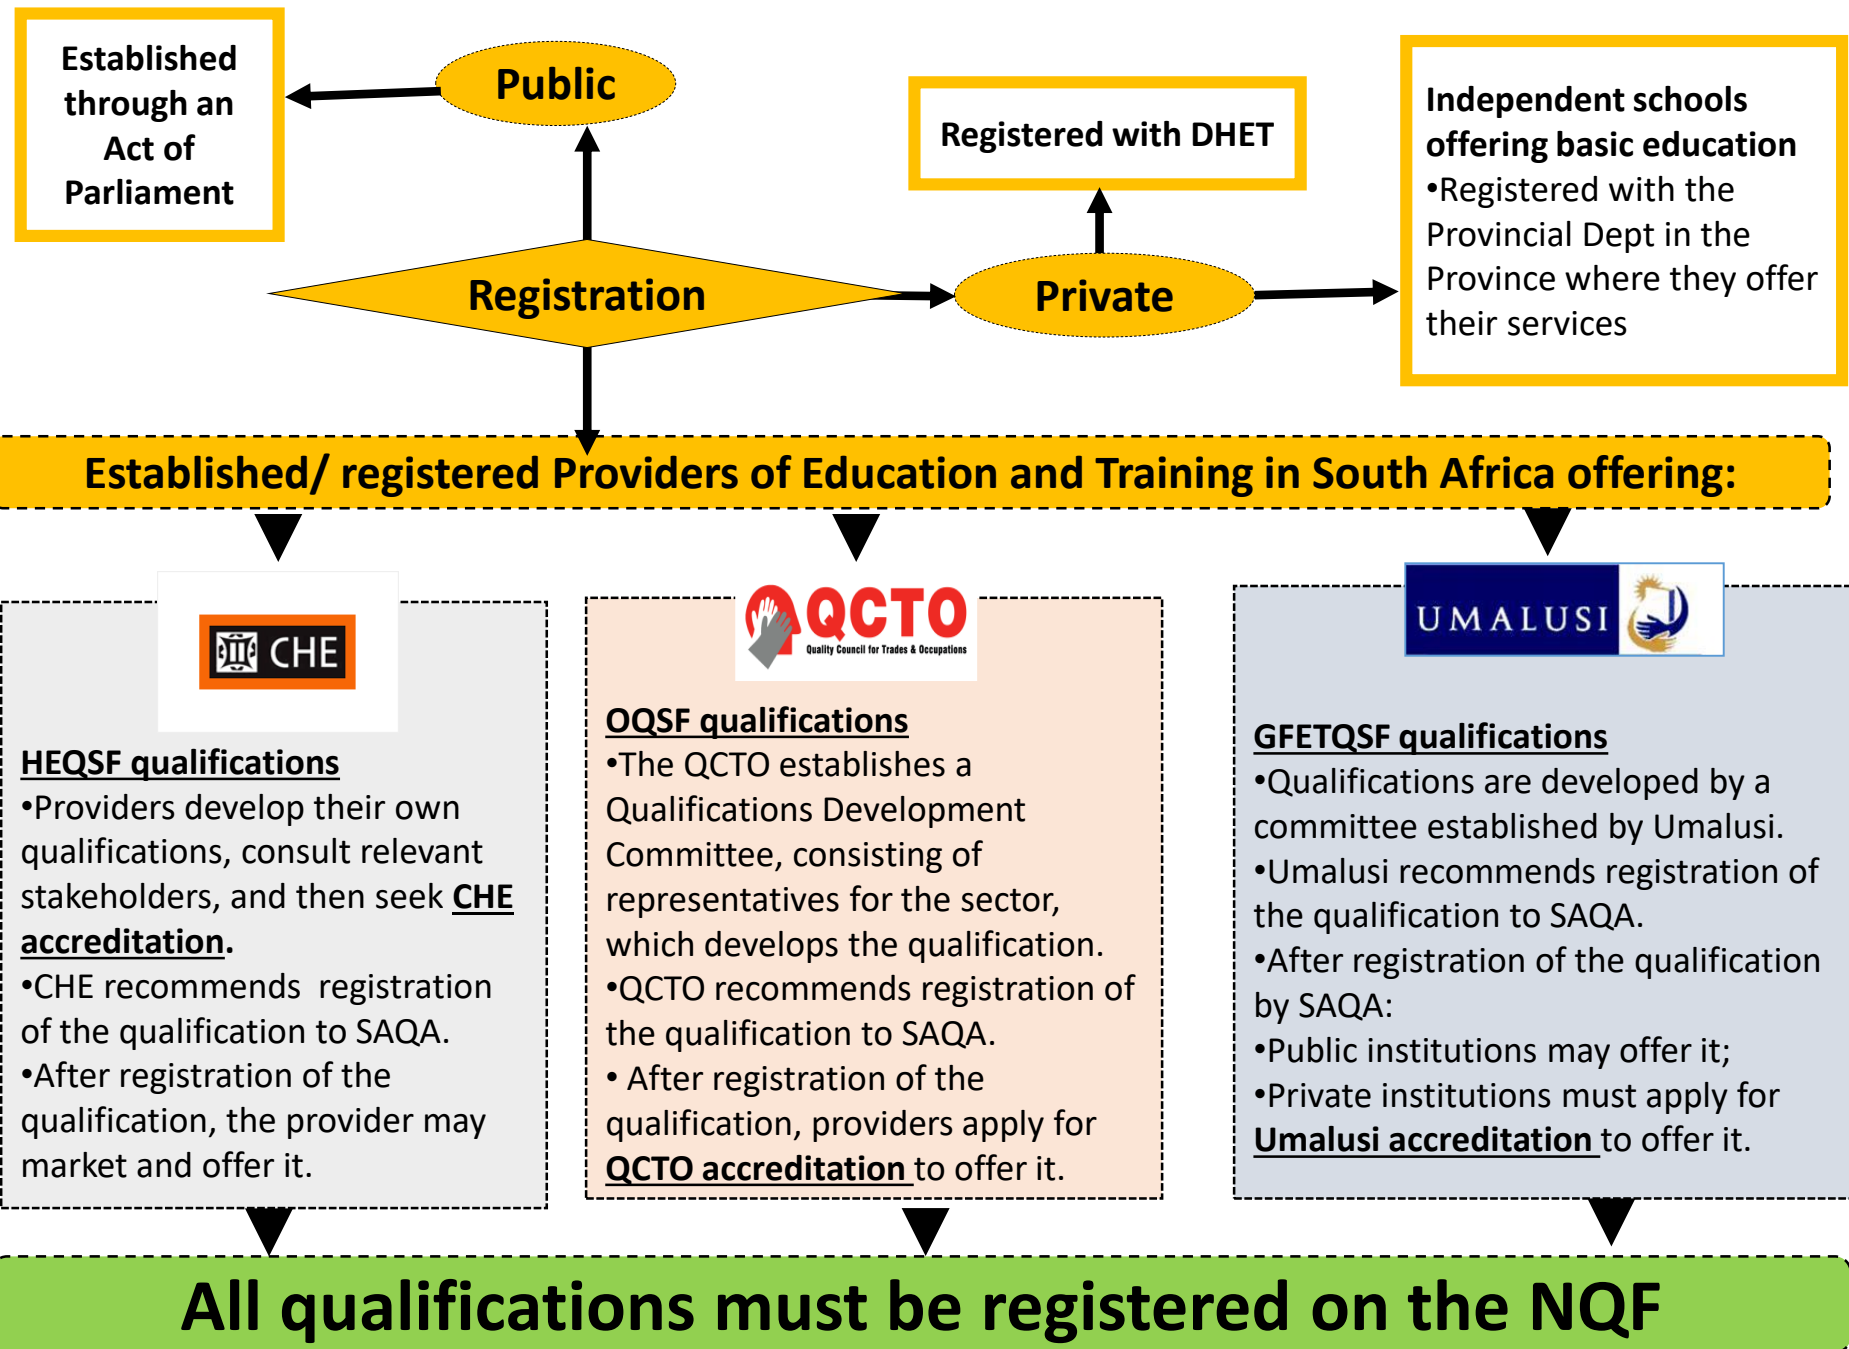 Established
through an
Act of
Parliament
Public
Registered with DHET
Independent schools
offering basic education
•Registered with the
Provincial Dept in the
Province where they offer
their services
Registration
Private
Established/ registered Providers of Education and Training in South Africa offering:
CHE
HEQSF qualifications
•Providers develop their own
qualifications, consult relevant
stakeholders, and then seek CHE
accreditation.
•CHE recommends  registration
of the qualification to SAQA.
•After registration of the
qualification, the provider may
market and offer it.
QCTO
Quality Council for Trades & Occupations
OQSF qualifications
•The QCTO establishes a
Qualifications Development
Committee, consisting of
representatives for the sector,
which develops the qualification.
•QCTO recommends registration of
the qualification to SAQA.
• After registration of the
qualification, providers apply for
QCTO accreditation to offer it.
UMALUSI
GFETQSF qualifications
•Qualifications are developed by a
committee established by Umalusi.
•Umalusi recommends registration of
the qualification to SAQA.
•After registration of the qualification
by SAQA:
•Public institutions may offer it;
•Private institutions must apply for
Umalusi accreditation to offer it.
All qualifications must be registered on the NQF